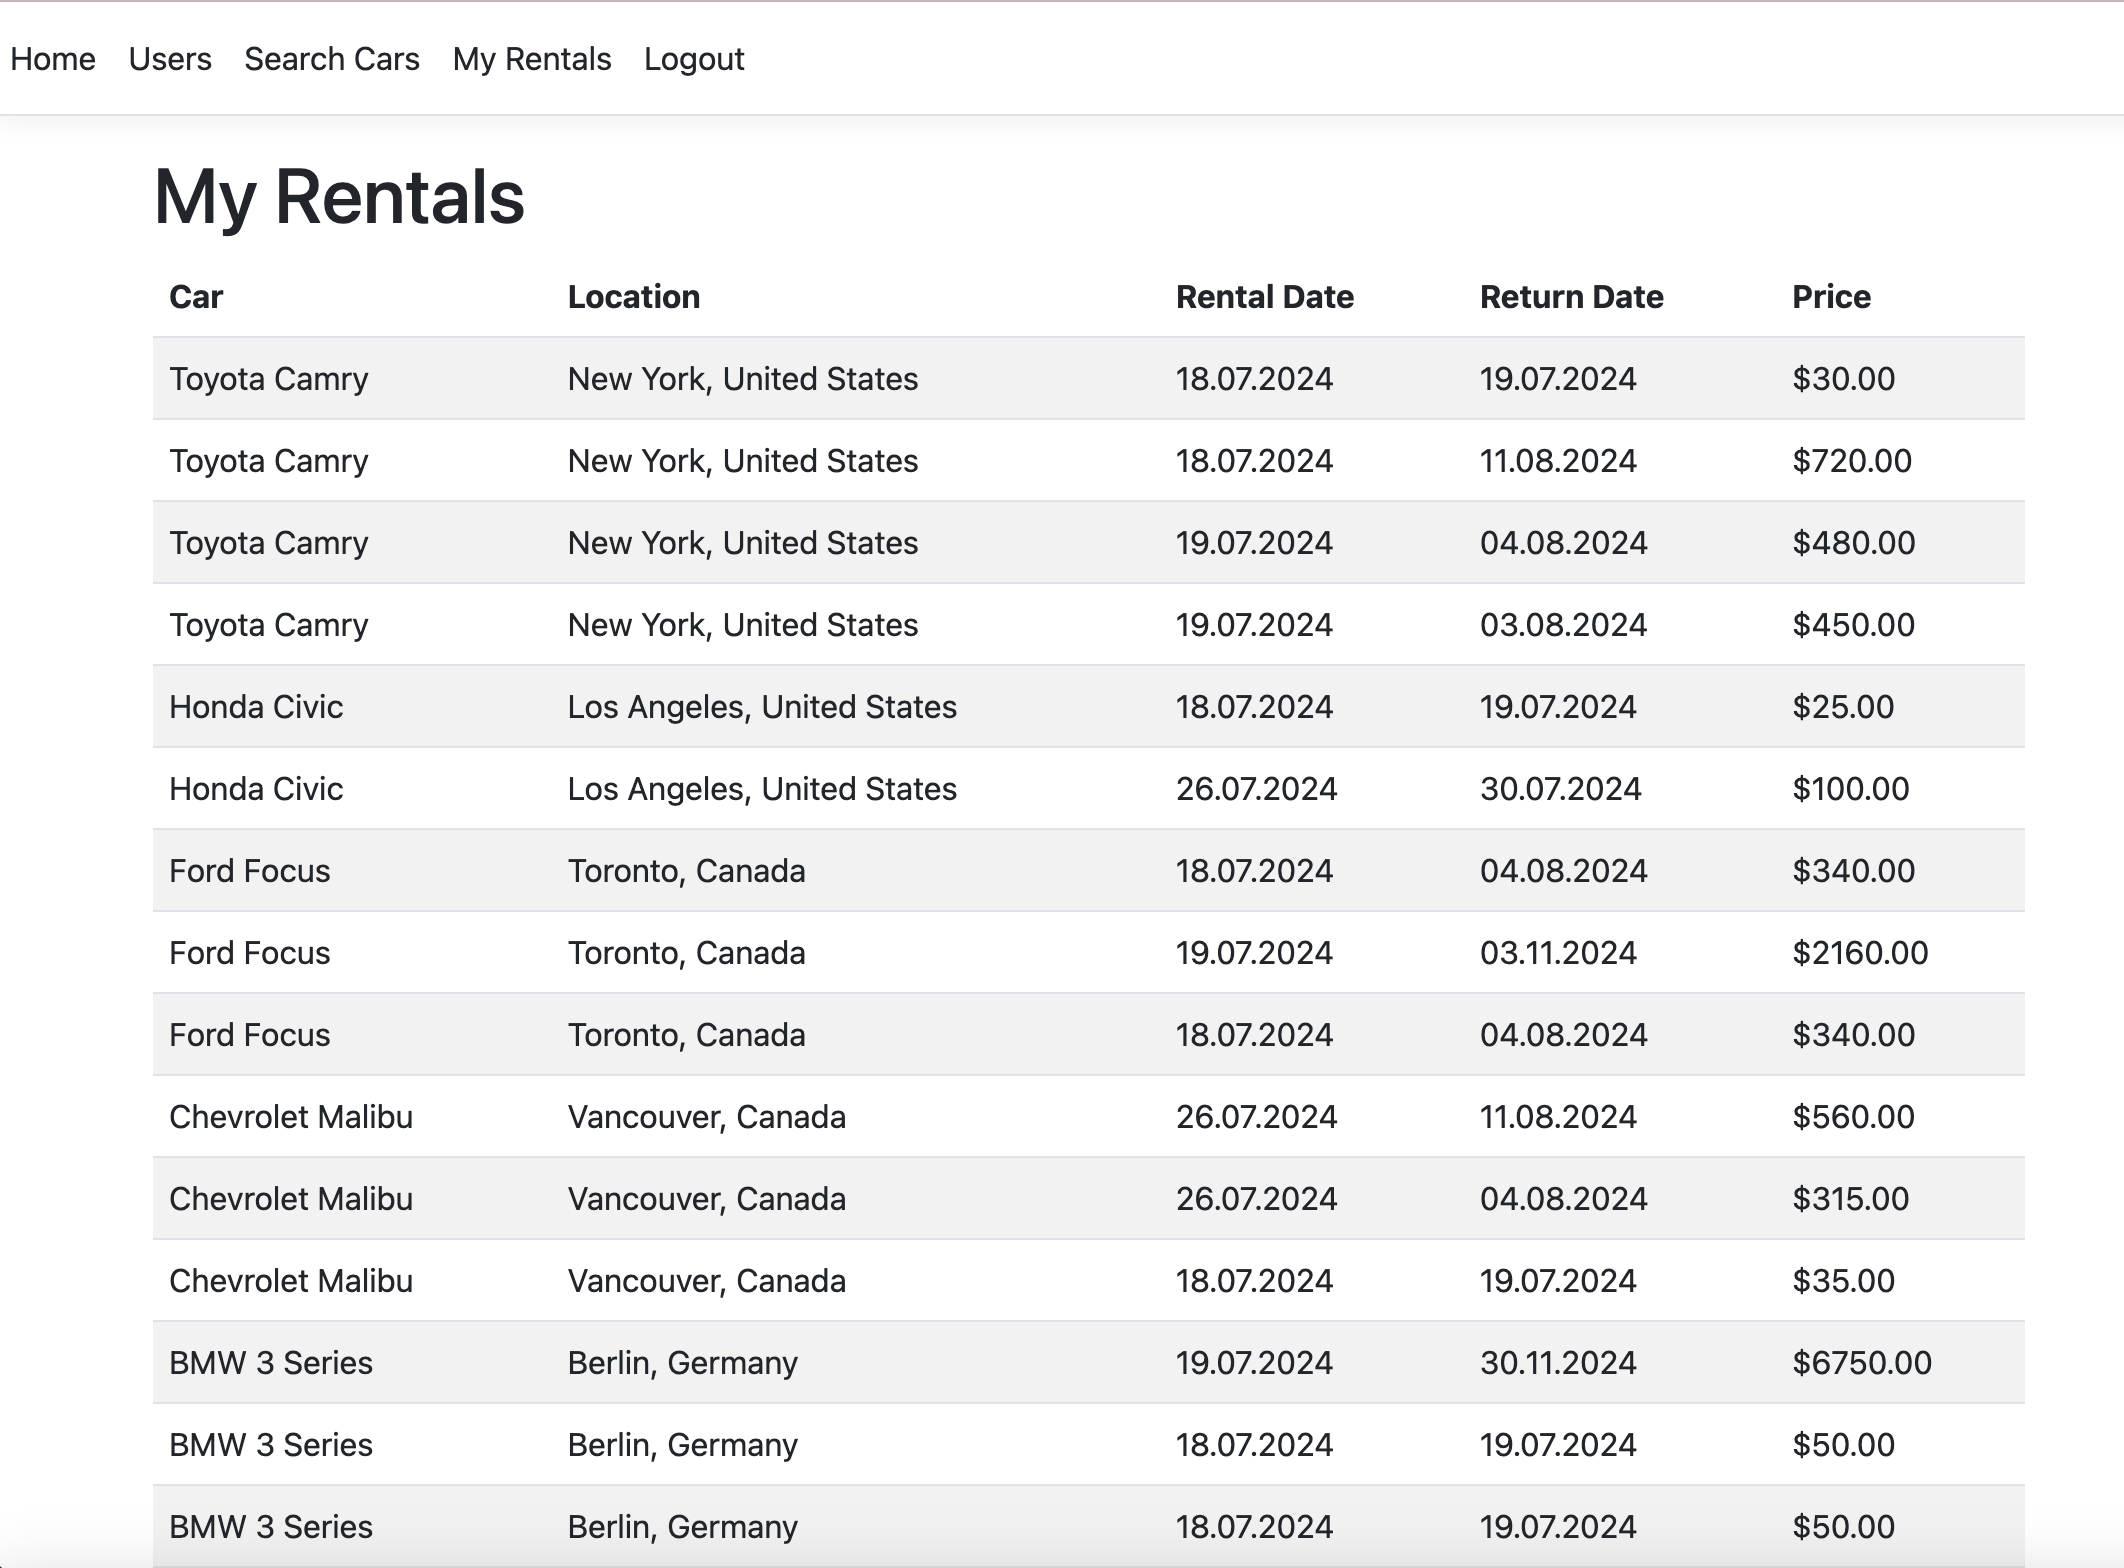 Home Users Search Cars My Rentals Logout
My Rentals
Car Location Rental Date Return Date Price
Toyota Camry New York, United States 18.07.2024 19.07.2024 $30.00
Toyota Camry New York, United States 18.07.2024 11.08.2024 $720.00
Toyota Camry New York, United States 19.07.2024 04.08.2024 $480.00
Toyota Camry New York, United States 19.07.2024 03.08.2024 $450.00
Honda Civic Los Angeles, United States 18.07.2024 19.07.2024 $25.00
Honda Civic Los Angeles, United States 26.07.2024 30.07.2024 $100.00
Ford Focus Toronto, Canada 18.07.2024 04.08.2024 $340.00
Ford Focus Toronto, Canada 19.07.2024 03.11.2024 $2160.00
Ford Focus Toronto, Canada 18.07.2024 04.08.2024 $340.00
Chevrolet Malibu Vancouver, Canada 26.07.2024 11.08.2024 $560.00
Chevrolet Malibu Vancouver, Canada 26.07.2024 04.08.2024 $315.00
Chevrolet Malibu Vancouver, Canada 18.07.2024 19.07.2024 $35.00
BMW 3 Series Berlin, Germany 19.07.2024 30.11.2024 $6750.00
BMW 3 Series Berlin, Germany 18.07.2024 19.07.2024 $50.00
BMW 3 Series Berlin, Germany 18.07.2024 19.07.2024 $50.00